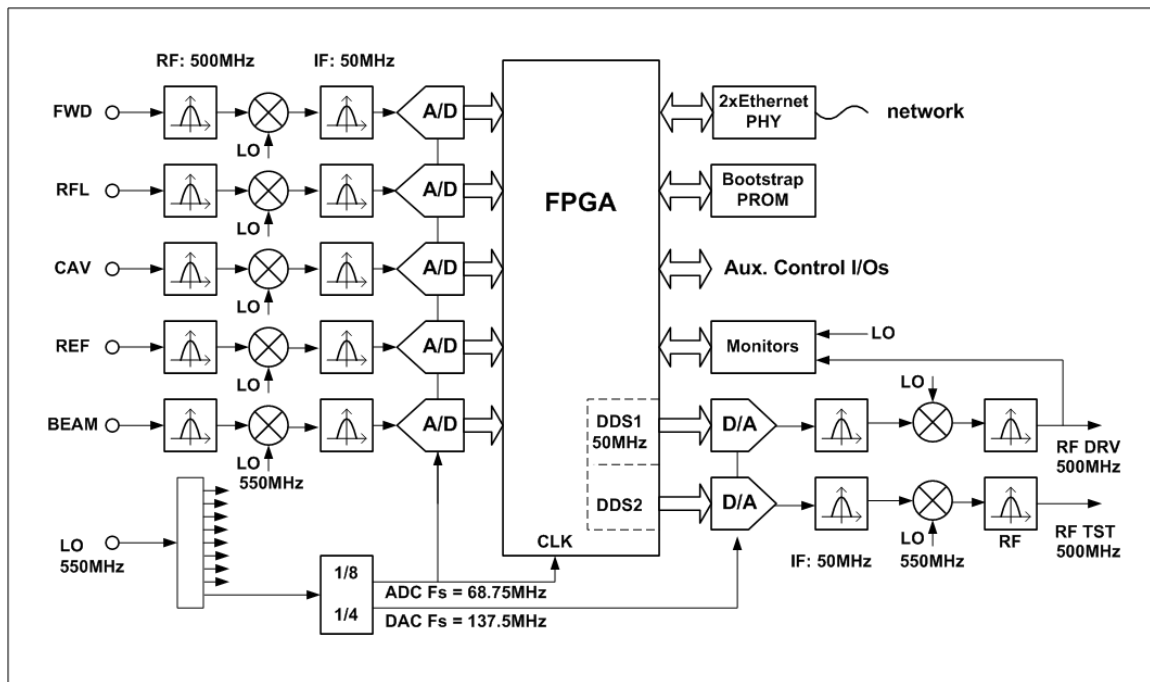 RF: 500MHz
IF: 50MHz
FWD
LO
A/D
RFL
LO
A/D
CAV
LO
A/D
REF
LO
A/D
BEAM
LO
550MHz
A/D
LO
550MHz
1/8
1/4
ADC Fs = 68.75MHz
DAC Fs = 137.5MHz
FPGA
CLK
DDS1
50MHz
DDS2
2xEthernet
PHY
network
Bootstrap
PROM
Aux. Control I/Os
Monitors
LO
D/A
LO
RF DRV
500MHz
D/A
IF: 50MHz
LO
550MHz
RF
RF TST
500MHz